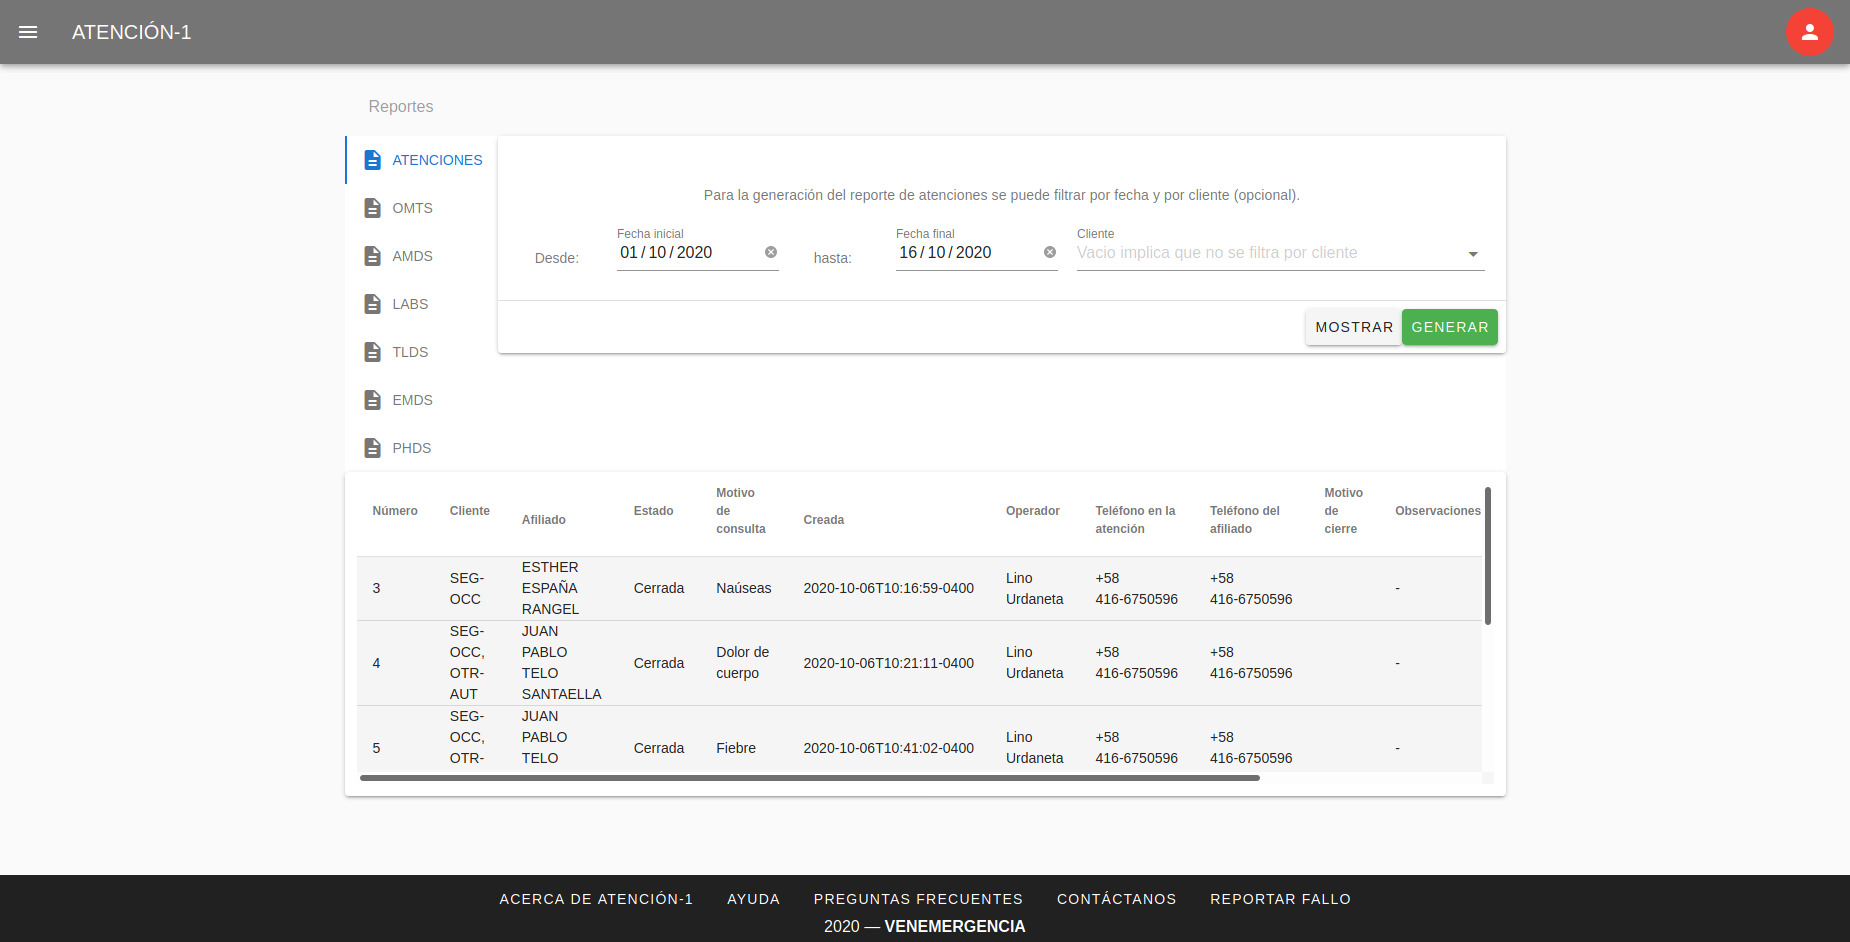 ATENCIÓN-1
Reportes
ATENCIONES
OMTS
AMDS
LABS
TLDS
EMDS
PHDS
Para la generación del reporte de atenciones se puede filtrar por fecha y por cliente (opcional).
Desde:
Fecha inicial
01/10/2020
hasta:
Fecha final
16/10/2020
Cliente
Vacio implica que no se filtra por cliente
MOSTRAR
GENERAR
Número
Cliente
Afiliado
Estado
Motivo
de
consulta
Creada
Operador
Teléfono en la
atención
Teléfono del
afiliado
Motivo
de
cierre
Observaciones
3
SEG-
OCC
ESTHER
ESPAÑA
RANGEL
Cerrada
Naúseas
2020-10-06T10:16:59-0400
Lino
Urdaneta
+58
416-6750596
+58
416-6750596
-
4
SEG-
OCC,
OTR-
AUT
JUAN
PABLO
TELO
SANTAELLA
Cerrada
Dolor de
cuerpo
2020-10-06T10:21:11-0400
Lino
Urdaneta
+58
416-6750596
+58
416-6750596
-
5
SEG-
OCC,
OTR-
JUAN
PABLO
TELO
Cerrada
Fiebre
2020-10-06T10:41:02-0400
Lino
Urdaneta
+58
416-6750596
+58
416-6750596
-
ACERCA DE ATENCIÓN-1
AYUDA
PREGUNTAS FRECUENTES
CONTÁCTANOS
REPORTAR FALLO
2020 — VENEMERGENCIA